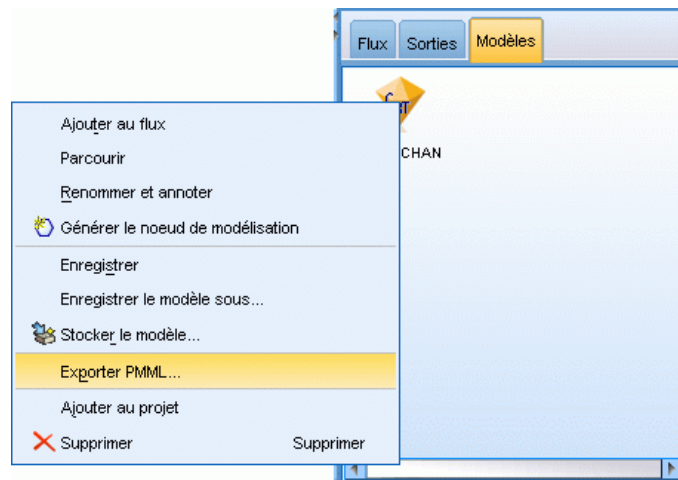 Flux Sorties Modèles
CHAN
Ajouter au flux
Parcourir
Renommer et annoter
Générer le noeud de modélisation
Enregistrer
Enregistrer le modèle sous...
Stocker le modèle...
Exporter PMML...
Ajouter au projet
Supprimer Supprimer